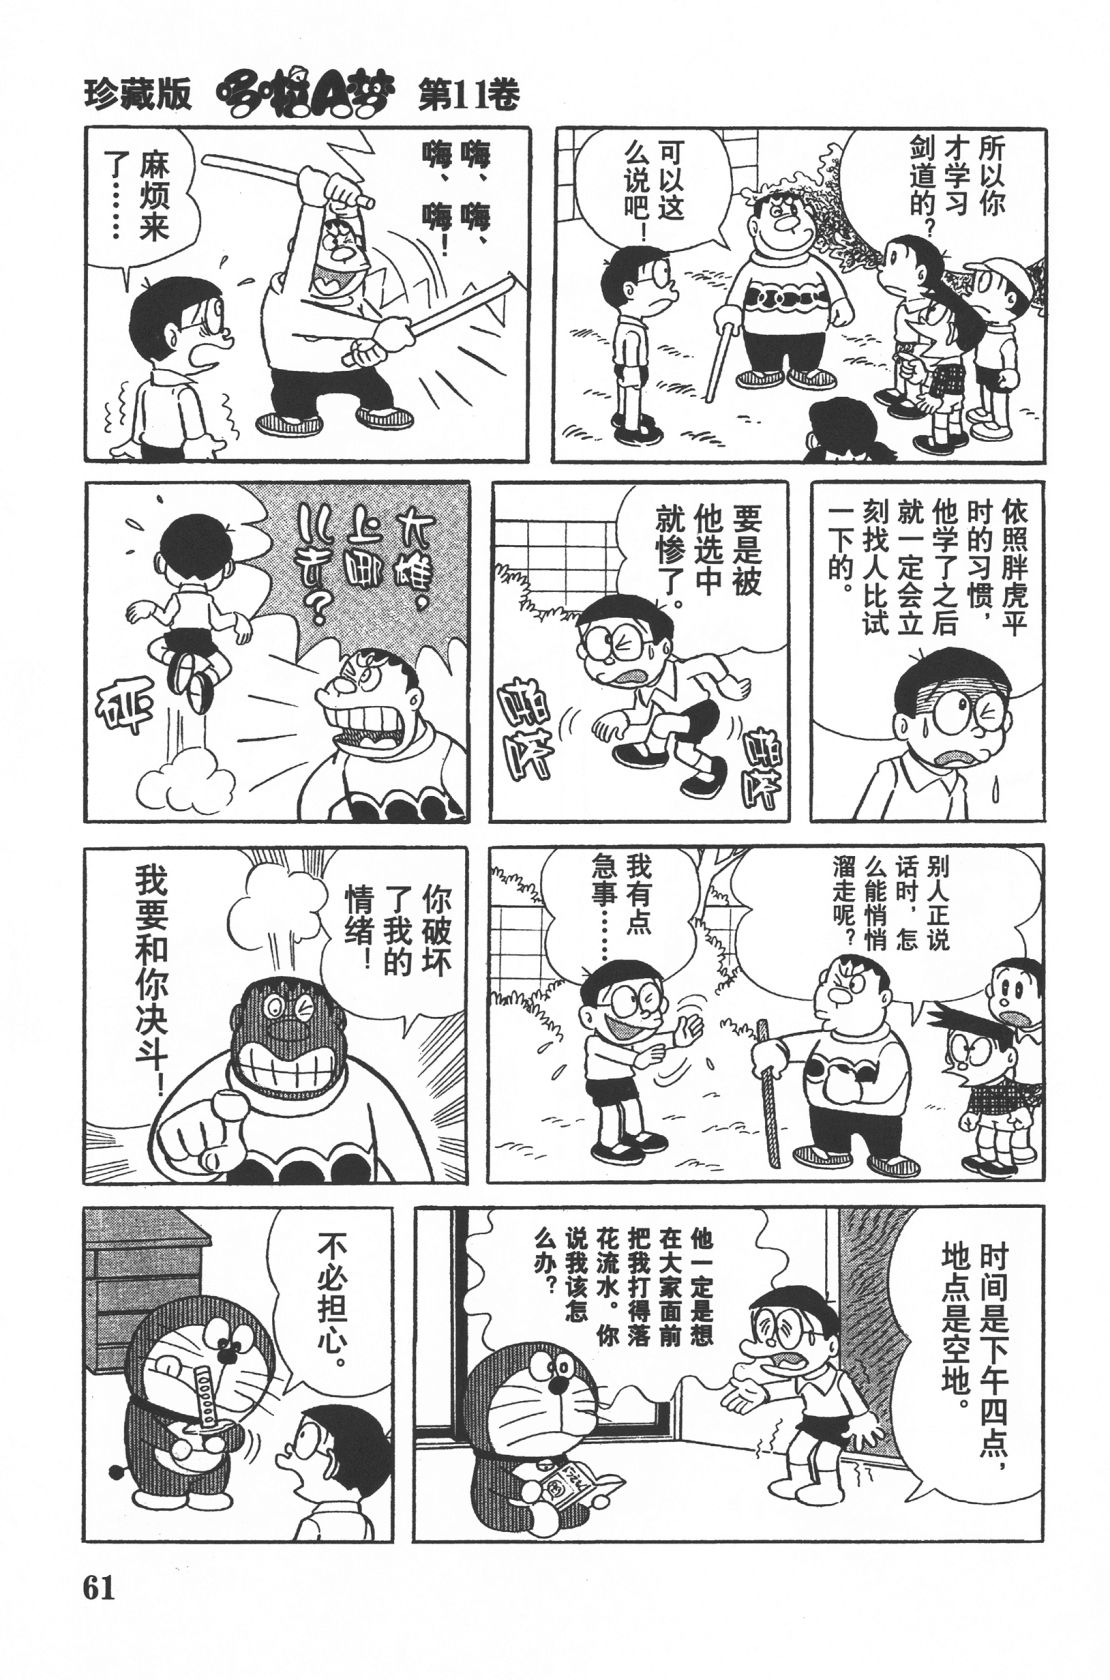 珍藏版 哆啦A梦 第11卷
所以你
才学习
剑道的?
可以这
么说吧!
嗨、嗨、
嗨、嗨!
麻烦来
了……
依照胖虎平
时的习惯,
他学了之后
就一定会立
刻找人比试
一下的。
要是被
他选中
就惨了。
蹑
手
蹑
手
大雄,
上哪
儿去?
砰
别人正说
话时,怎
么能悄悄
溜走呢?
我有点
急事……
你破坏
了我的
情绪!
我要和你决斗!
时间是下午四点,
地点是空地。
他一定是想
在大家面前
把我打得落
花流水。你
说我该怎
么办?
不必担心。
61